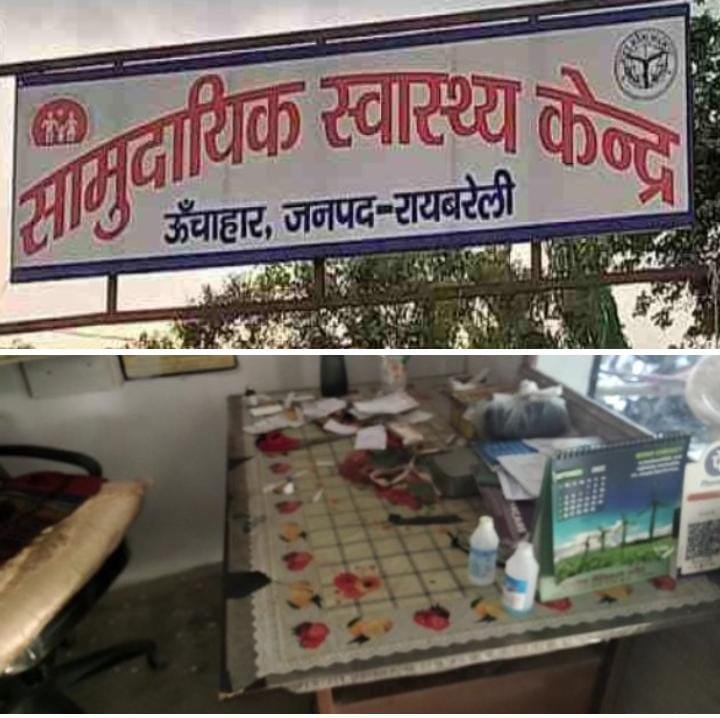 सामुदायिक स्वास्थ्य केन्द्र
ऊँचाहार, जनपद-रायबरेली